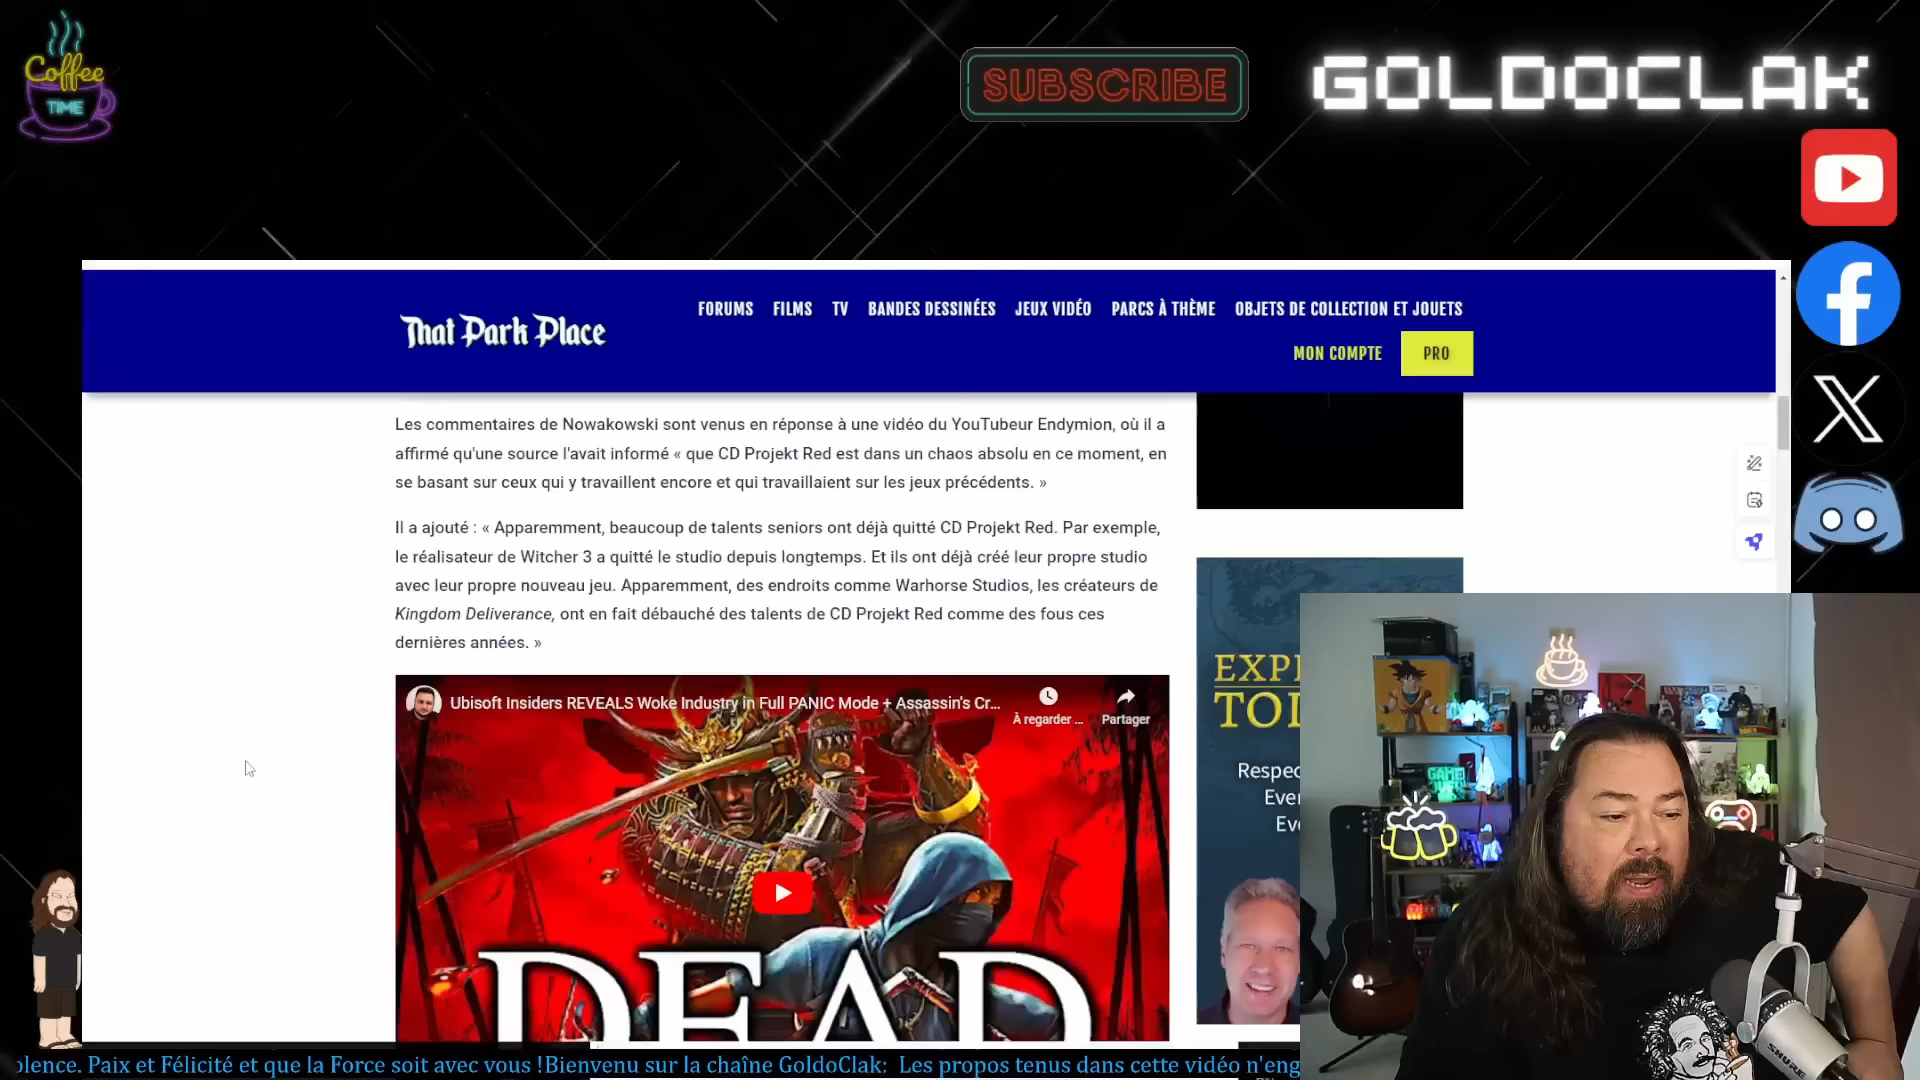 Coffee
TIME
SUBSCRIBE
GOLDOCLAK
That Park Place
FORUMS FILMS TV BANDES DESSINÉES JEUX VIDÉO PARCS À THÈME OBJETS DE COLLECTION ET JOUETS
MON COMPTE PRO
Les commentaires de Nowakowski sont venus en réponse à une vidéo du YouTubeur Endymion, où il a
affirmé qu'une source l'avait informé « que CD Projekt Red est dans un chaos absolu en ce moment, en
se basant sur ceux qui y travaillent encore et qui travaillaient sur les jeux précédents. »
Il a ajouté : « Apparemment, beaucoup de talents seniors ont déjà quitté CD Projekt Red. Par exemple,
le réalisateur de Witcher 3 a quitté le studio depuis longtemps. Et ils ont déjà créé leur propre studio
avec leur propre nouveau jeu. Apparemment, des endroits comme Warhorse Studios, les créateurs de
Kingdom Deliverance, ont en fait débauché des talents de CD Projekt Red comme des fous ces
dernières années. »
Ubisoft Insiders REVEALS Woke Industry in Full PANIC Mode + Assassin's Cr...
À regarder ...
Partager
DEAD
EXP
TO
Respec
Ever
Eve
GAME
SHURE
olence. Paix et Félicité et que la Force soit avec vous !Bienvenu sur la chaîne GoldoClak: Les propos tenus dans cette vidéo n'eng